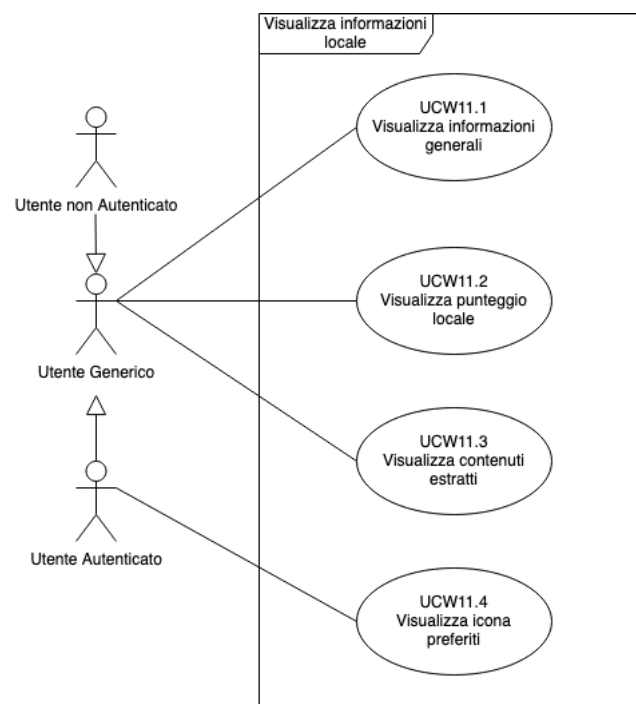 Visualizza informazioni
locale
UCW11.1
Visualizza informazioni
generali
Utente non Autenticato
UCW11.2
Visualizza punteggio
locale
Utente Generico
UCW11.3
Visualizza contenuti
estratti
Utente Autenticato
UCW11.4
Visualizza icona
preferiti